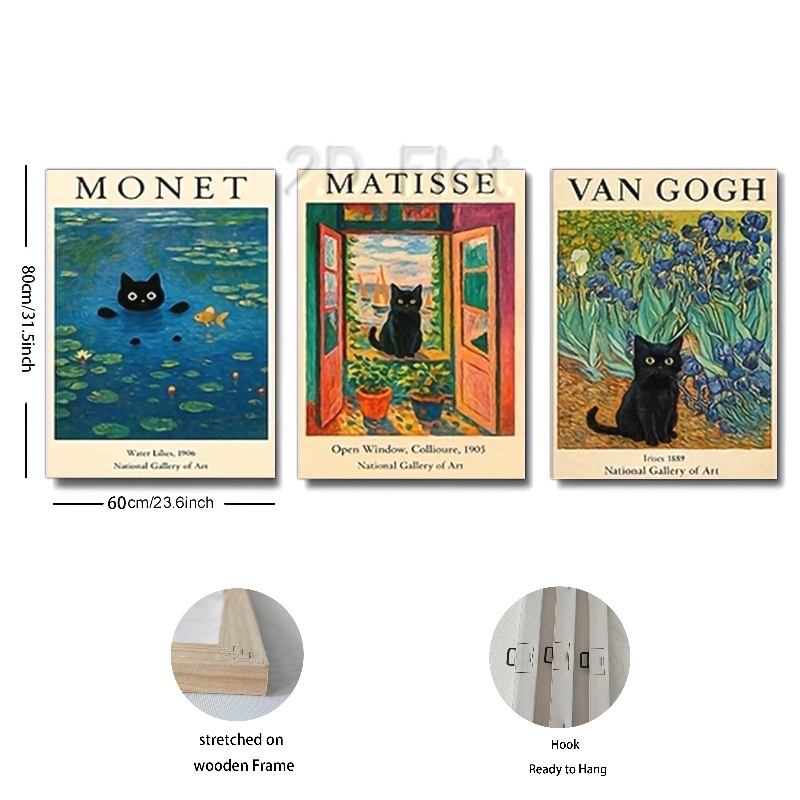 2D Flat
MONET
MATISSE
VAN GOGH
80cm/31.5inch
Water Lilies, 1906
National Gallery of Art
Open Window, Collioure, 1905
National Gallery of Art
Irises 1889
National Gallery of Art
60cm/23.6inch
stretched on
wooden Frame
Hook
Ready to Hang